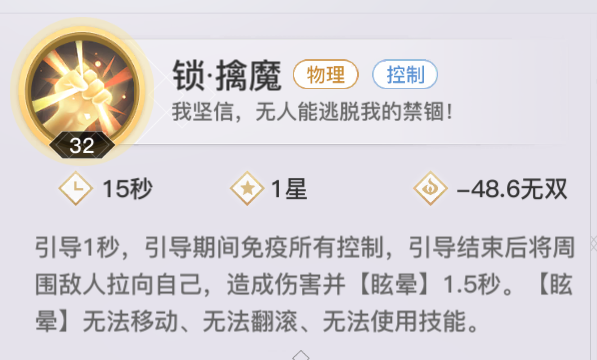 锁·擒魔 物理 控制
我坚信，无人能逃脱我的禁锢！
32
15秒 1星 -48.6无双
引导1秒，引导期间免疫所有控制，引导结束后将周
围敌人拉向自己，造成伤害并【眩晕】1.5秒。【眩
晕】无法移动、无法翻滚、无法使用技能。